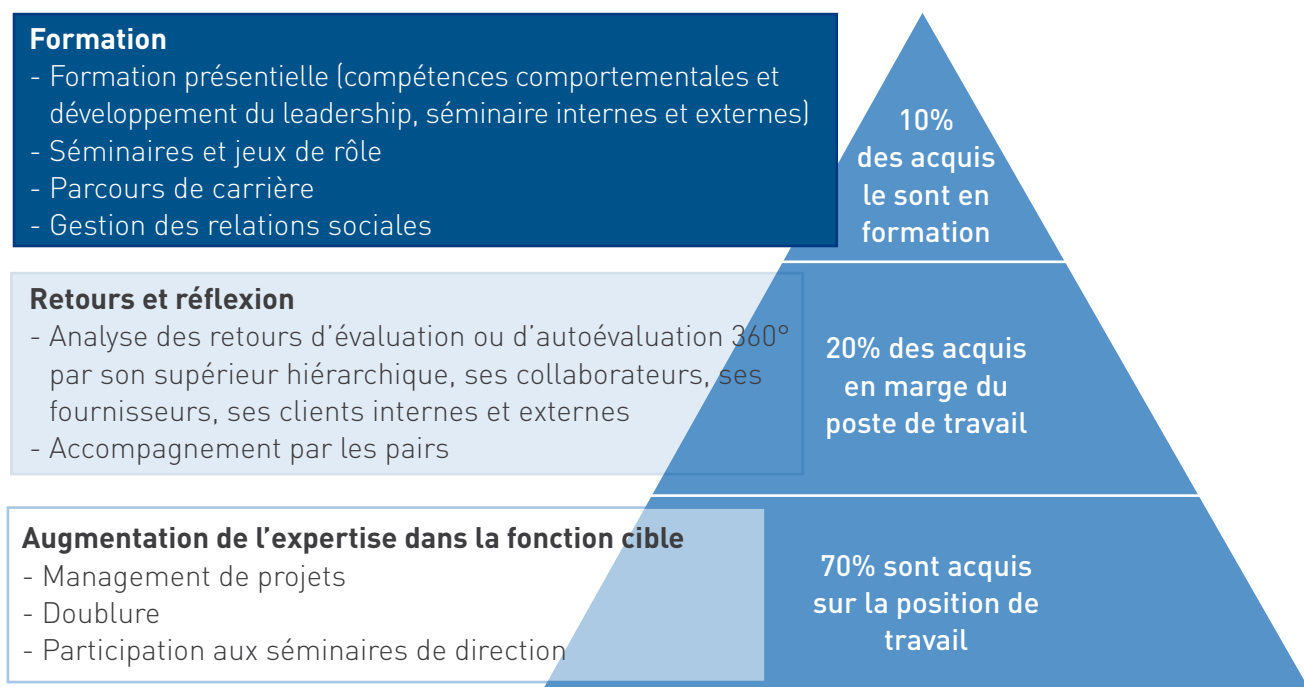 Formation
- Formation présentielle (compétences comportementales et
développement du leadership, séminaire internes et externes)
- Séminaires et jeux de rôle
- Parcours de carrière
- Gestion des relations sociales
10%
des acquis
le sont en
formation
Retours et réflexion
- Analyse des retours d'évaluation ou d'autoévaluation 360°
par son supérieur hiérarchique, ses collaborateurs, ses
fournisseurs, ses clients internes et externes
- Accompagnement par les pairs
20% des acquis
en marge du
poste de travail
Augmentation de l'expertise dans la fonction cible
- Management de projets
- Doublure
- Participation aux séminaires de direction
70% sont acquis
sur la position de
travail